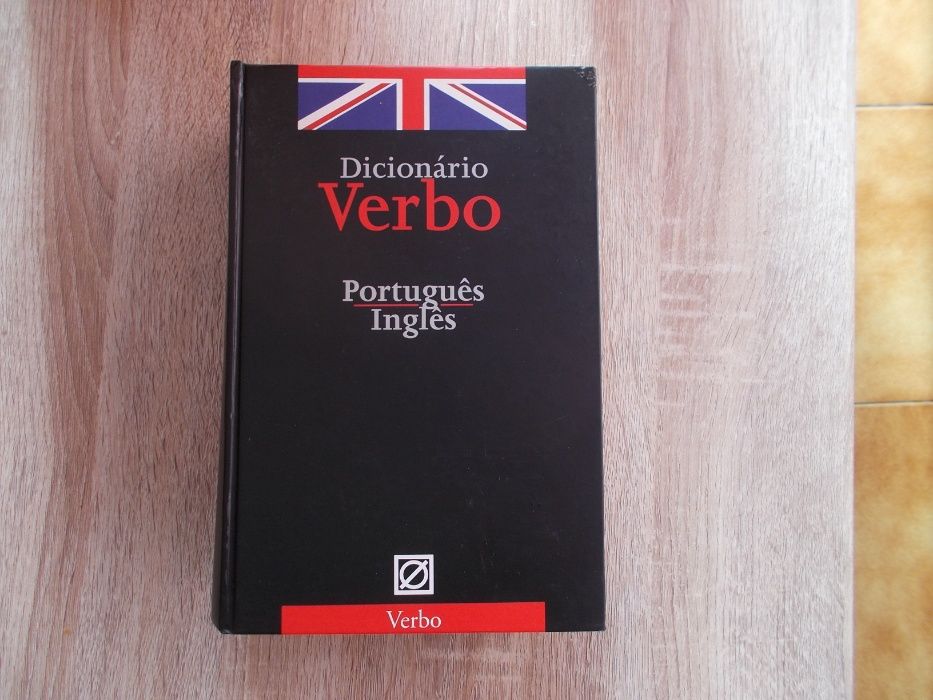 Dicionário
Verbo
Português
Inglês
Verbo